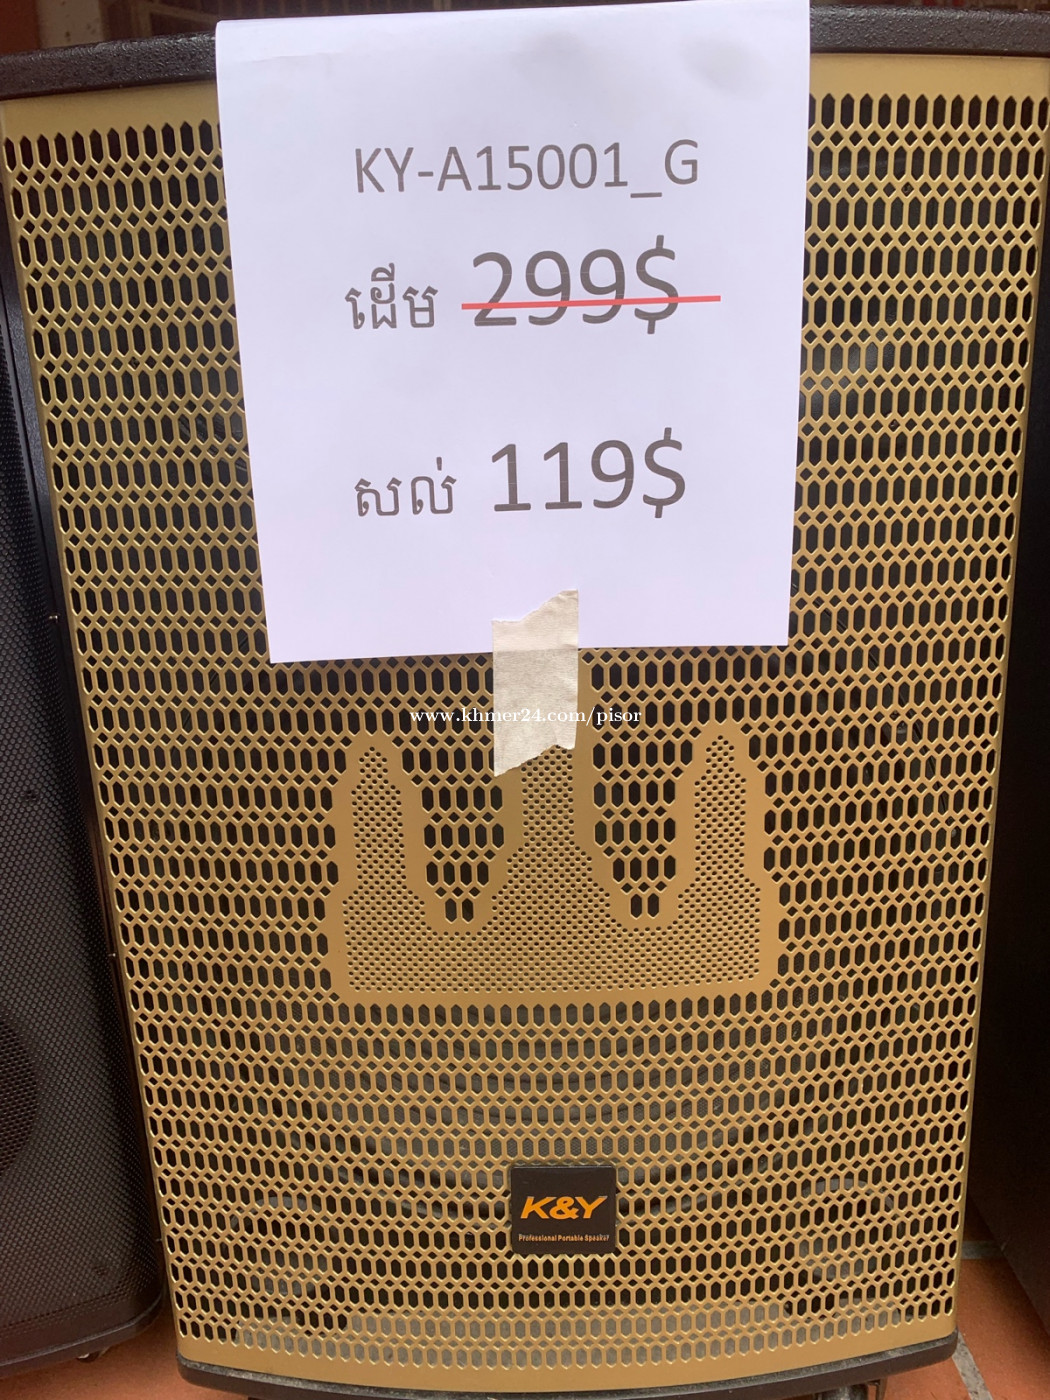 KY-A15001_G
ដើម 299$
សល់ 119$
www.khmer24.com/pisor
K&Y
Professional Portable Speaker